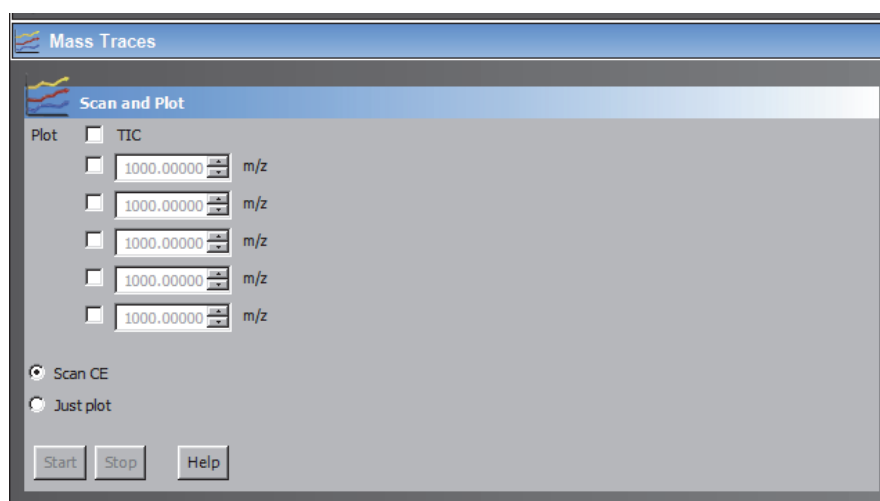 Mass Traces
Scan and Plot
Plot TIC
1000.00000 m/z
1000.00000 m/z
1000.00000 m/z
1000.00000 m/z
1000.00000 m/z
Scan CE
Just plot
Start Stop Help